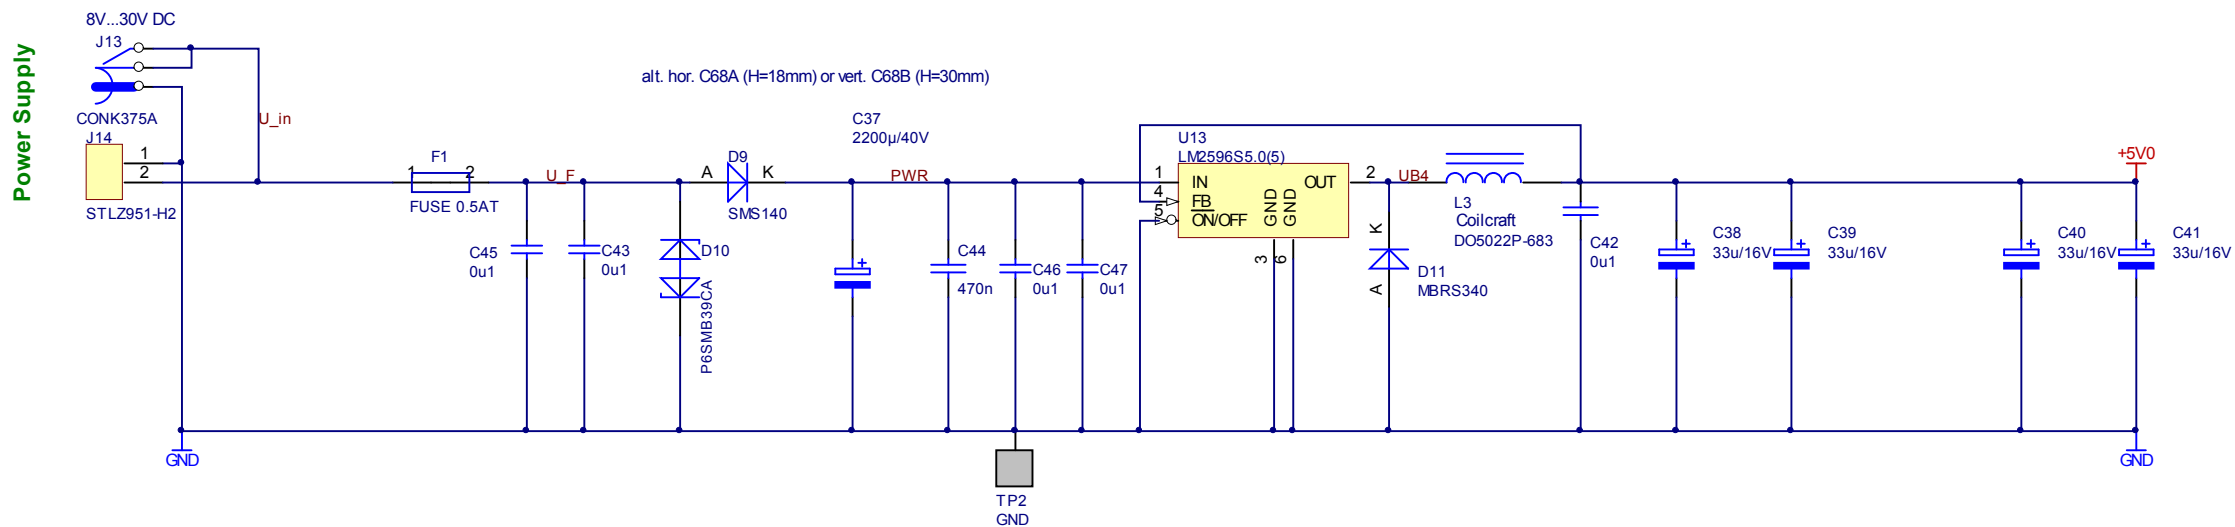 Power Supply
8V...30V DC
J13
CONK375A
J14
1
2
STLZ951-H2
U_in
GND
F1
1
2
FUSE 0.5AT
U_F
C45
0u1
C43
0u1
D10
P6SMB39CA
A
D9
K
SMS140
alt. hor. C68A (H=18mm) or vert. C68B (H=30mm)
C37
2200µ/40V
PWR
C44
470n
C46
0u1
C47
0u1
TP2
GND
U13
LM2596S5.0(5)
1
4
5
IN
FB
ON/OFF
GND
GND
OUT
2
3
6
UB4
K
A
D11
MBRS340
L3
Coilcraft
DO5022P-683
C42
0u1
C38
33u/16V
C39
33u/16V
C40
33u/16V
C41
33u/16V
+5V0
GND